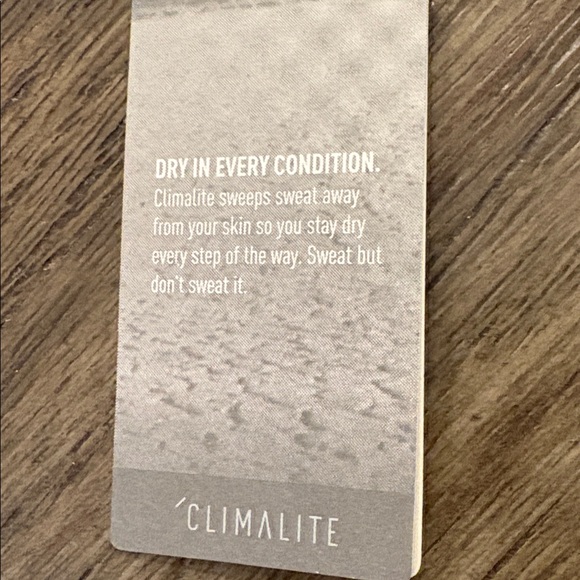 DRY IN EVERY CONDITION.
Climalite sweeps sweat away
from your skin so you stay dry
every step of the way. Sweat but
don't sweat it.
´CLIMALITE